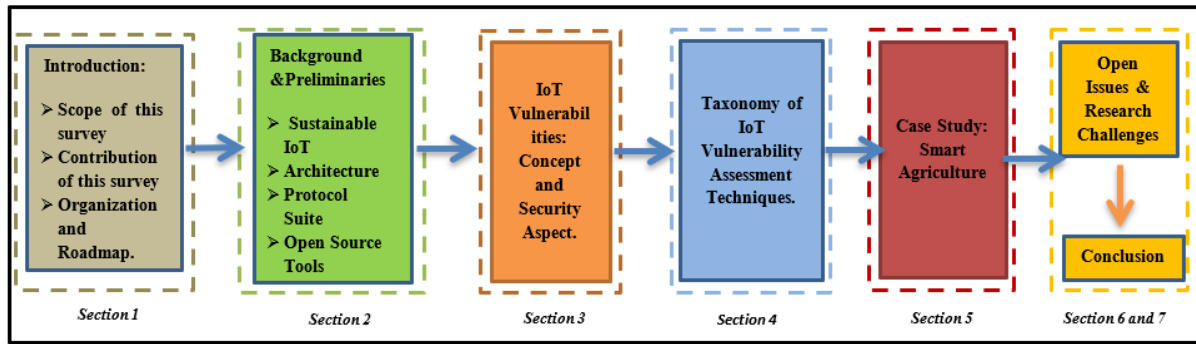 Introduction:
➢ Scope of this
survey
➢ Contribution
of this survey
➢ Organization
and
Roadmap.
Section 1
Background
&Preliminaries
➢ Sustainable
IoT
➢ Architecture
➢ Protocol
Suite
➢ Open Source
Tools
Section 2
IoT
Vulnerabil
ities:
Concept
and
Security
Aspect.
Section 3
Taxonomy of
IoT
Vulnerability
Assessment
Techniques.
Section 4
Case Study:
Smart
Agriculture
Section 5
Open
Issues &
Research
Challenges
Conclusion
Section 6 and 7